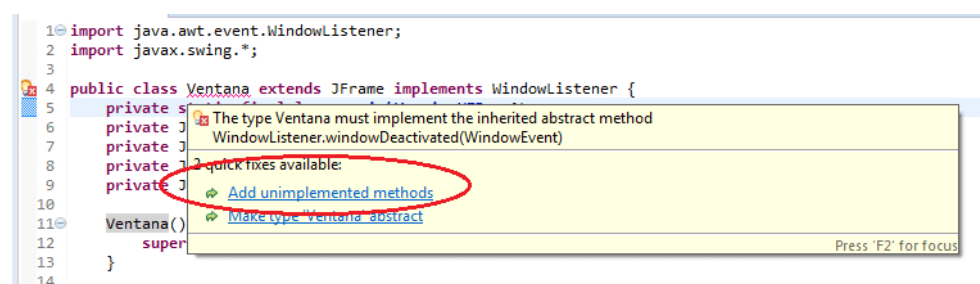 1 import java.awt.event.WindowListener;
2 import javax.swing.*;
3
4 public class Ventana extends JFrame implements WindowListener {
5 private s
6 private J
7 private J
8 private J
9 private J
10
11 Ventana()
12 super
13 }
14
The type Ventana must implement the inherited abstract method
WindowListener.windowDeactivated(WindowEvent)
2 quick fixes available:
Add unimplemented methods
Make type 'Ventana' abstract
Press 'F2' for focus